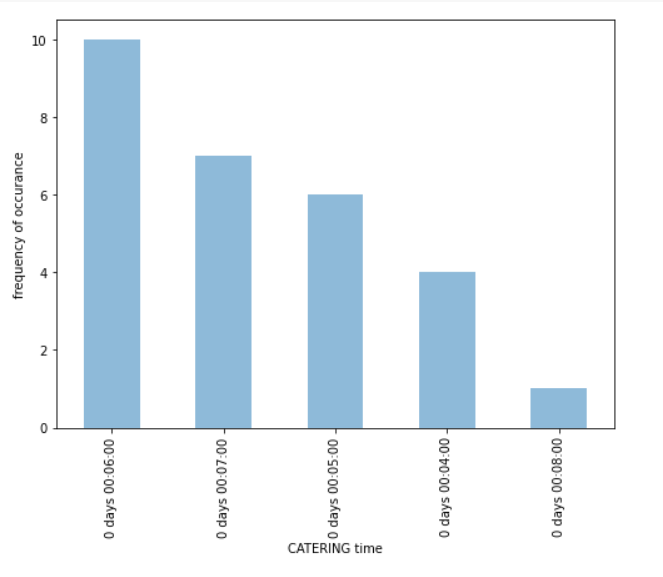 frequency of occurance
10
8
6
4
2
0
0 days 00:06:00
0 days 00:07:00
0 days 00:05:00
0 days 00:04:00
0 days 00:08:00
CATERING time